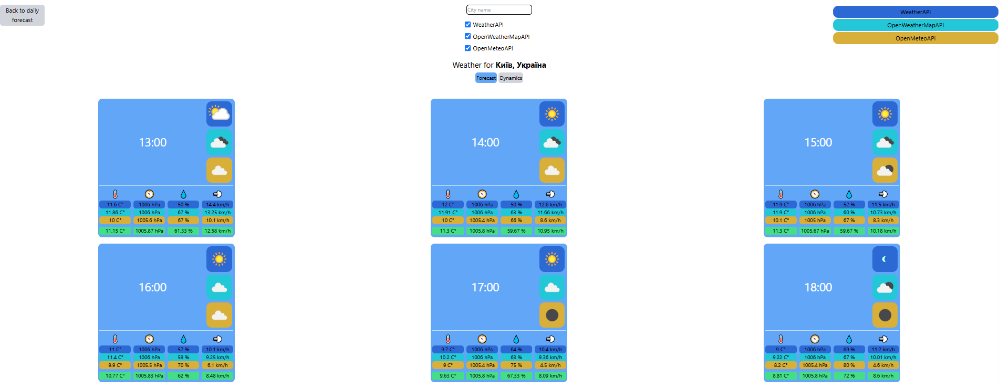 Back to daily
forecast
City name
WeatherAPI
OpenWeatherMapAPI
OpenMeteoAPI
WeatherAPI
OpenWeatherMapAPI
OpenMeteoAPI
Weather for Київ, Україна
Forecast Dynamics
13:00
11.6 C° 1006 hPa 50 % 14.4 km/h
11.86 C° 1006 hPa 67 % 13.25 km/h
10 C° 1005.6 hPa 67 % 10.1 km/h
11.15 C° 1005.87 hPa 61.33 % 12.58 km/h
14:00
12 C° 1006 hPa 50 % 12.6 km/h
11.91 C° 1006 hPa 63 % 11.66 km/h
10 C° 1005.4 hPa 66 % 8.6 km/h
11.3 C° 1005.8 hPa 59.67 % 10.95 km/h
15:00
11.9 C° 1006 hPa 52 % 11.5 km/h
11.9 C° 1006 hPa 60 % 10.73 km/h
10.1 C° 1005 hPa 67 % 8.3 km/h
11.3 C° 1005.67 hPa 59.67 % 10.18 km/h
16:00
11 C° 1006 hPa 57 % 10.1 km/h
11.4 C° 1006 hPa 59 % 9.25 km/h
9.9 C° 1005.5 hPa 70 % 6.1 km/h
10.77 C° 1005.83 hPa 62 % 8.48 km/h
17:00
9.7 C° 1006 hPa 64 % 10.4 km/h
10.2 C° 1006 hPa 63 % 9.36 km/h
9 C° 1005.4 hPa 75 % 4.5 km/h
9.63 C° 1005.8 hPa 67.33 % 8.09 km/h
18:00
9 C° 1006 hPa 69 % 11.2 km/h
9.22 C° 1006 hPa 67 % 10.01 km/h
8.2 C° 1005.4 hPa 80 % 4.6 km/h
8.81 C° 1005.8 hPa 72 % 8.6 km/h